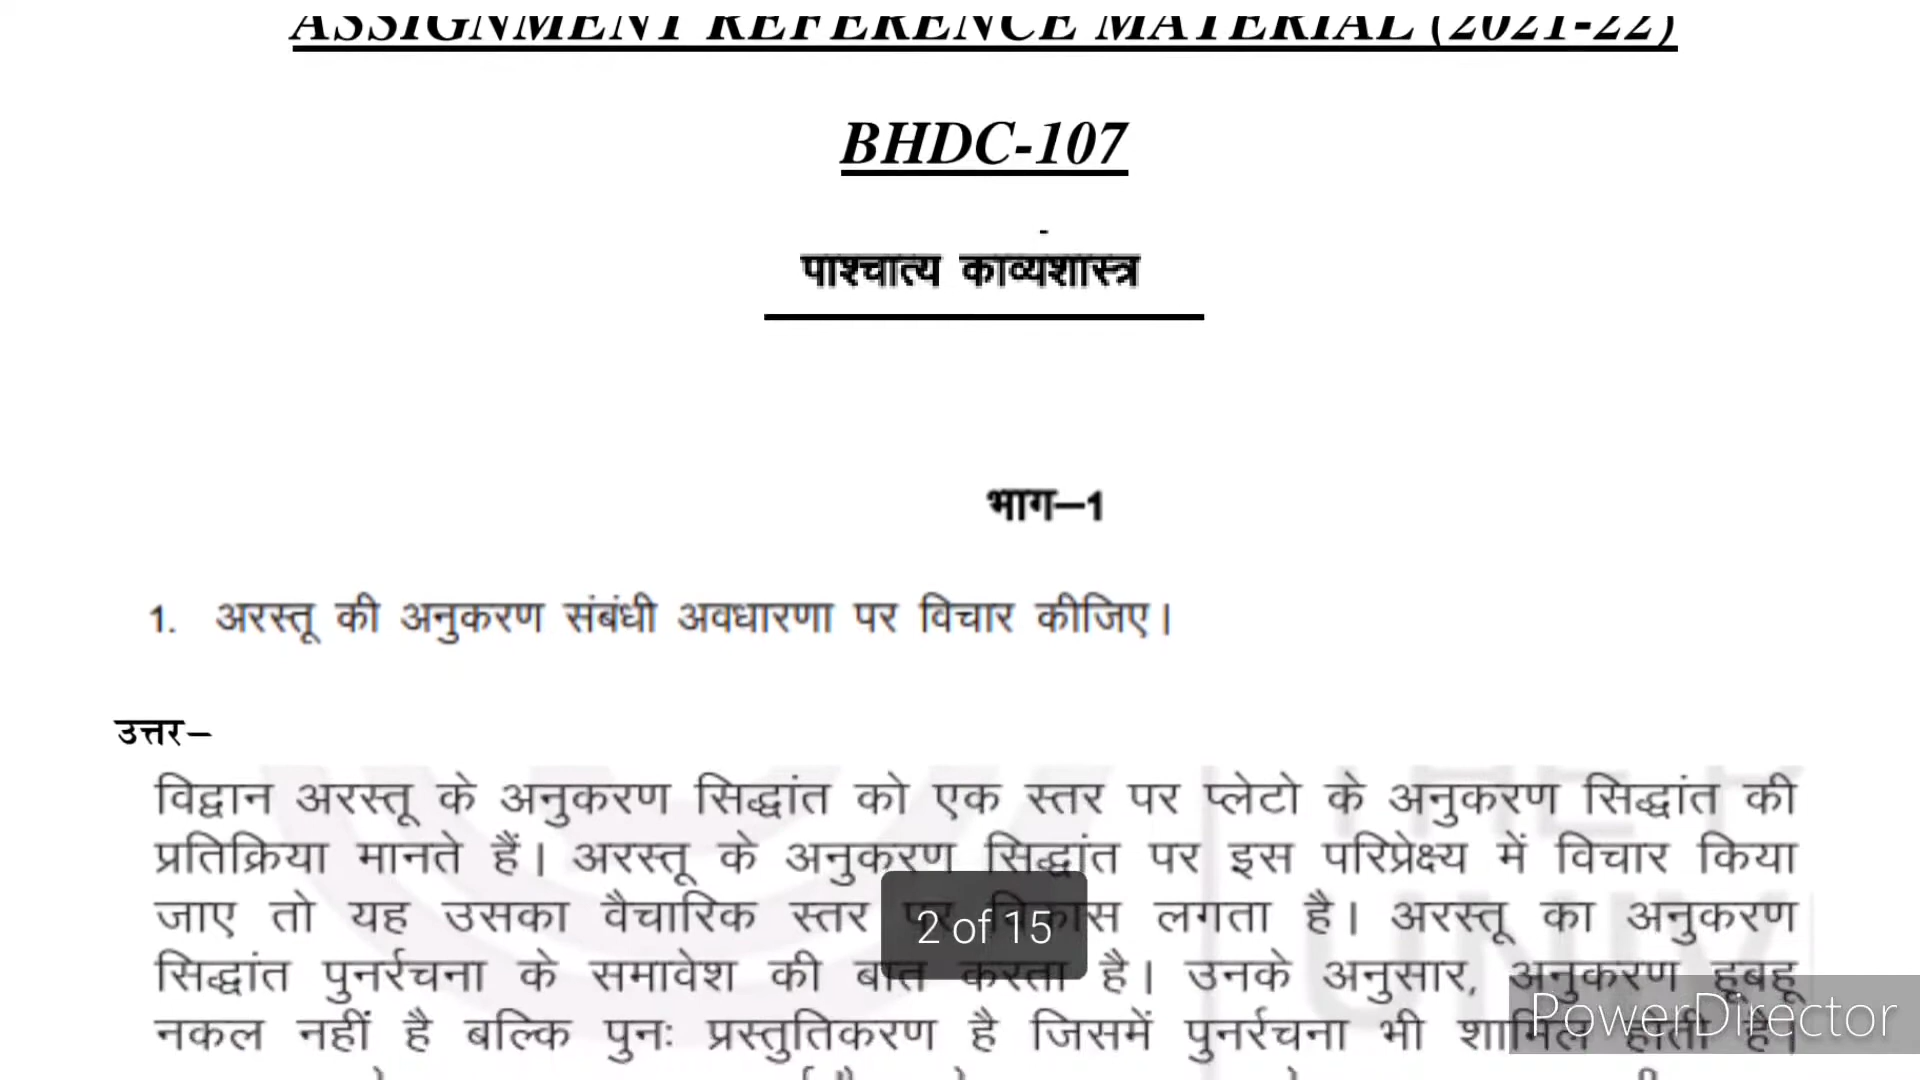 ASSIGNMENT REFERENCE MATERIAL (2021-22)
BHDC-107
-
पाश्चात्य काव्यशास्त्र
भाग–1
1. अरस्तू की अनुकरण संबंधी अवधारणा पर विचार कीजिए।
उत्तर–
विद्वान अरस्तू के अनुकरण सिद्धांत को एक स्तर पर प्लेटो के अनुकरण सिद्धांत की
प्रतिक्रिया मानते हैं। अरस्तू के अनुकरण सिद्धांत पर इस परिप्रेक्ष्य में विचार किया
जाए तो यह उसका वैचारिक स्तर पर विकास लगता है। अरस्तू का अनुकरण
2 of 15
सिद्धांत पुनर्रचना के समावेश की बात करता है। उनके अनुसार, अनुकरण हूबहू
PowerDirector
नकल नहीं है बल्कि पुनः प्रस्तुतिकरण है जिसमें पुनर्रचना भी शामिल होती है।